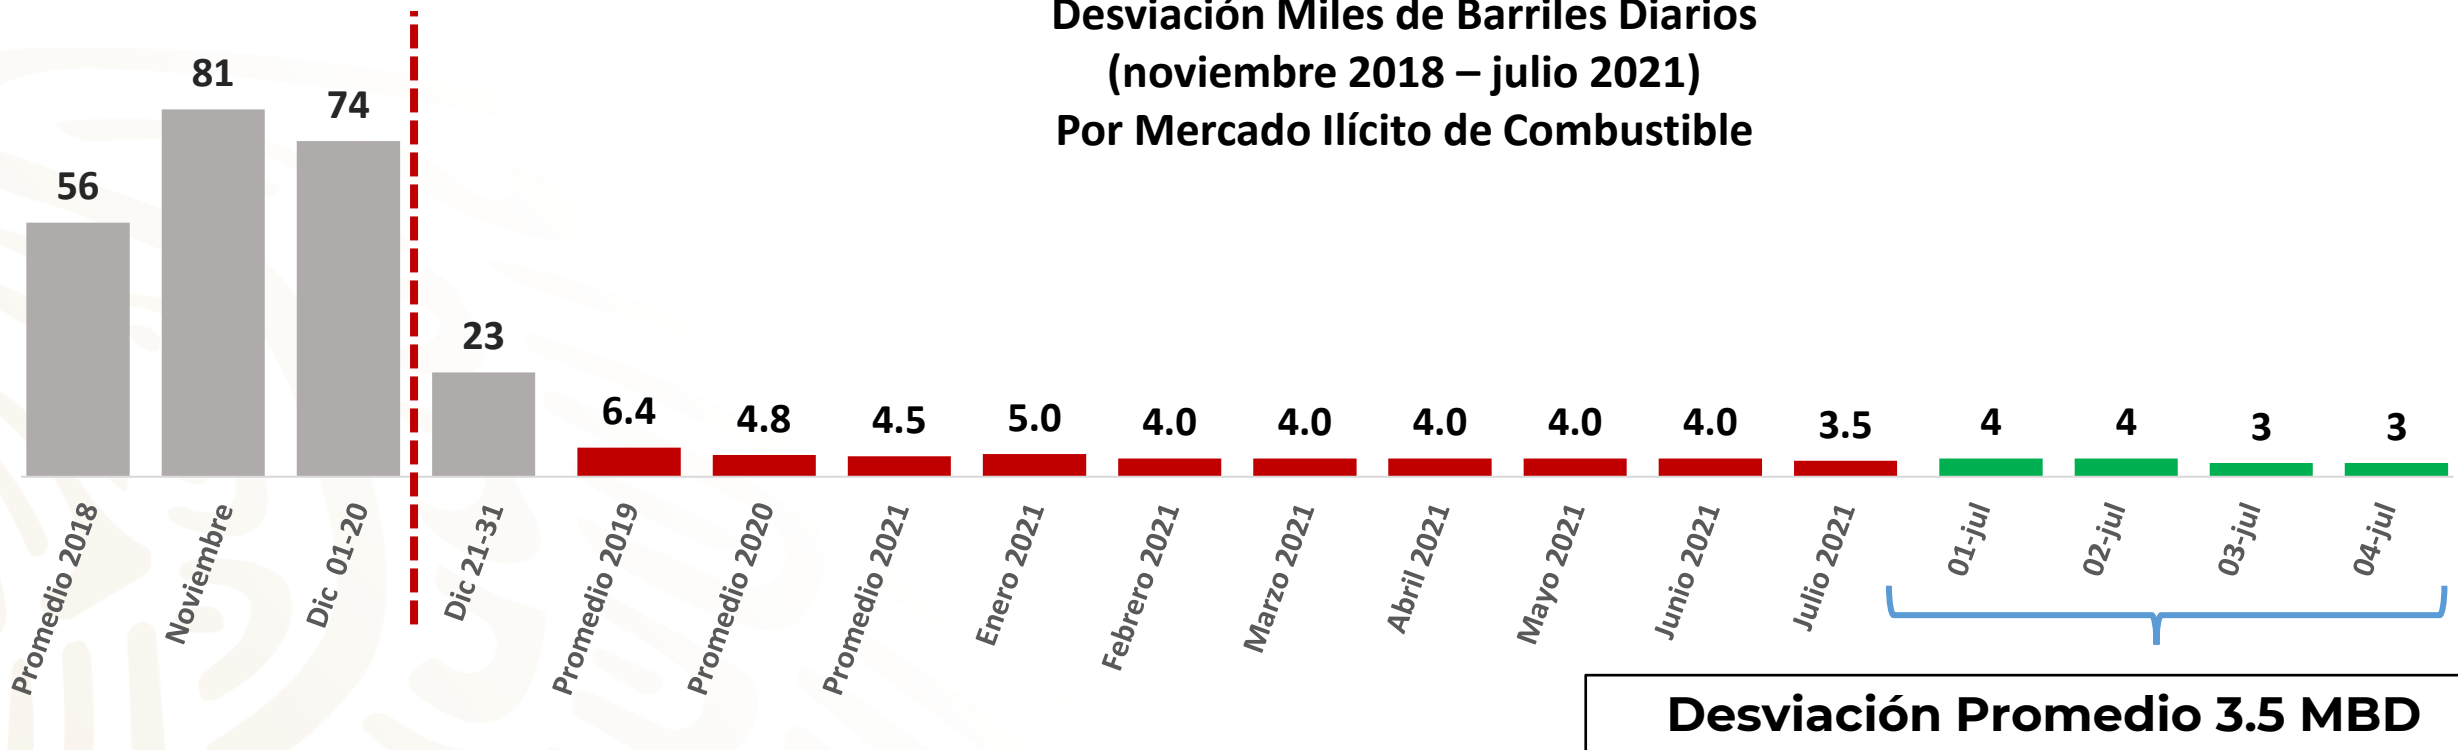 Desviación Miles de Barriles Diarios
(noviembre 2018 – julio 2021)
Por Mercado Ilícito de Combustible
56
81
74
23
6.4
4.8
4.5
5.0
4.0
4.0
4.0
4.0
4.0
3.5
4
4
3
3
Promedio 2018
Noviembre
Dic 01-20
Dic 21-31
Promedio 2019
Promedio 2020
Promedio 2021
Enero 2021
Febrero 2021
Marzo 2021
Abril 2021
Mayo 2021
Junio 2021
Julio 2021
01-jul
02-jul
03-jul
04-jul
Desviación Promedio 3.5 MBD